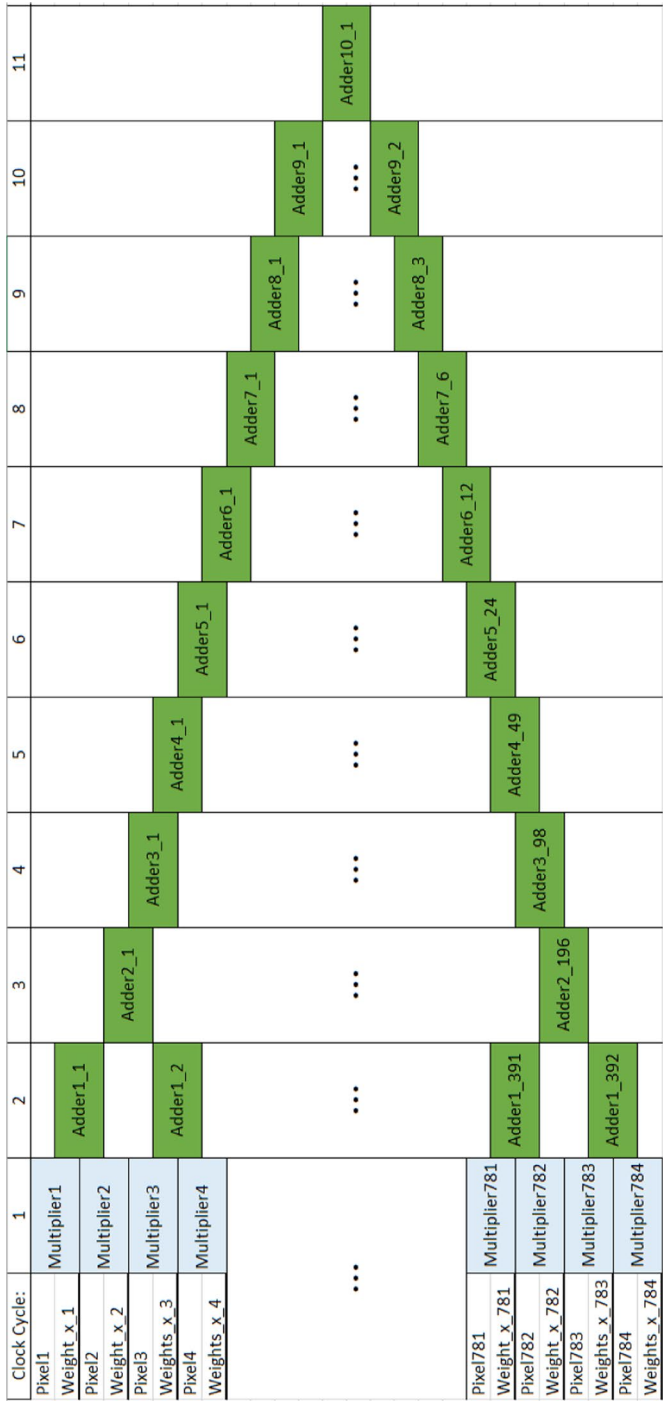 Clock Cycle: 1 2 3 4 5 6 7 8 9 10 11
Pixel1
Weight_x_1
Pixel2
Weight_x_2
Pixel3
Weights_x_3
Pixel4
Weights_x_4
...
Pixel781
Weight_x_781
Pixel782
Weight_x_782
Pixel783
Weights_x_783
Pixel784
Weights_x_784
Multiplier1
Multiplier2
Multiplier3
Multiplier4
Multiplier781
Multiplier782
Multiplier783
Multiplier784
Adder1_1
Adder1_2
...
Adder1_391
Adder1_392
Adder2_1
...
Adder2_196
Adder3_1
...
Adder3_98
Adder4_1
...
Adder4_49
Adder5_1
...
Adder5_24
Adder6_1
...
Adder6_12
Adder7_1
...
Adder7_6
Adder8_1
...
Adder8_3
Adder9_1
...
Adder9_2
Adder10_1